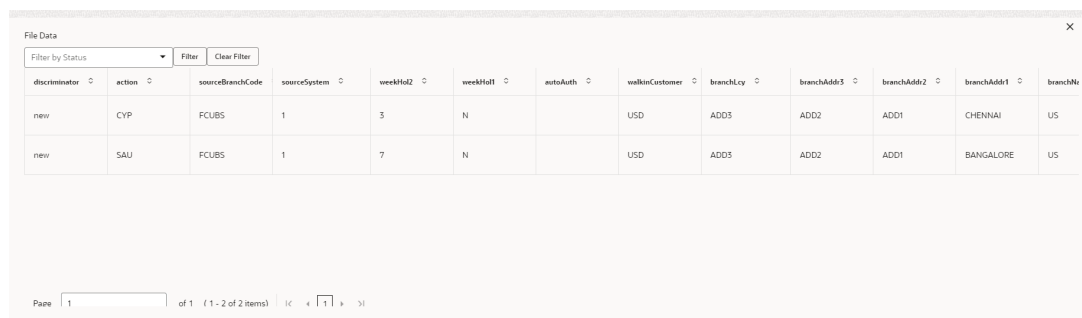 File Data
Filter by Status Filter Clear Filter
discriminator action sourceBranchCode sourceSystem weekHol2 weekHol1 autoAuth walkinCustomer branchLcy branchAddr3 branchAddr2 branchAddr1 branchNa
new CYP FCUBS 1 3 N USD ADD3 ADD2 ADD1 CHENNAI US
new SAU FCUBS 1 7 N USD ADD3 ADD2 ADD1 BANGALORE US
Page 1 of 1 ( 1 - 2 of 2 items) 1